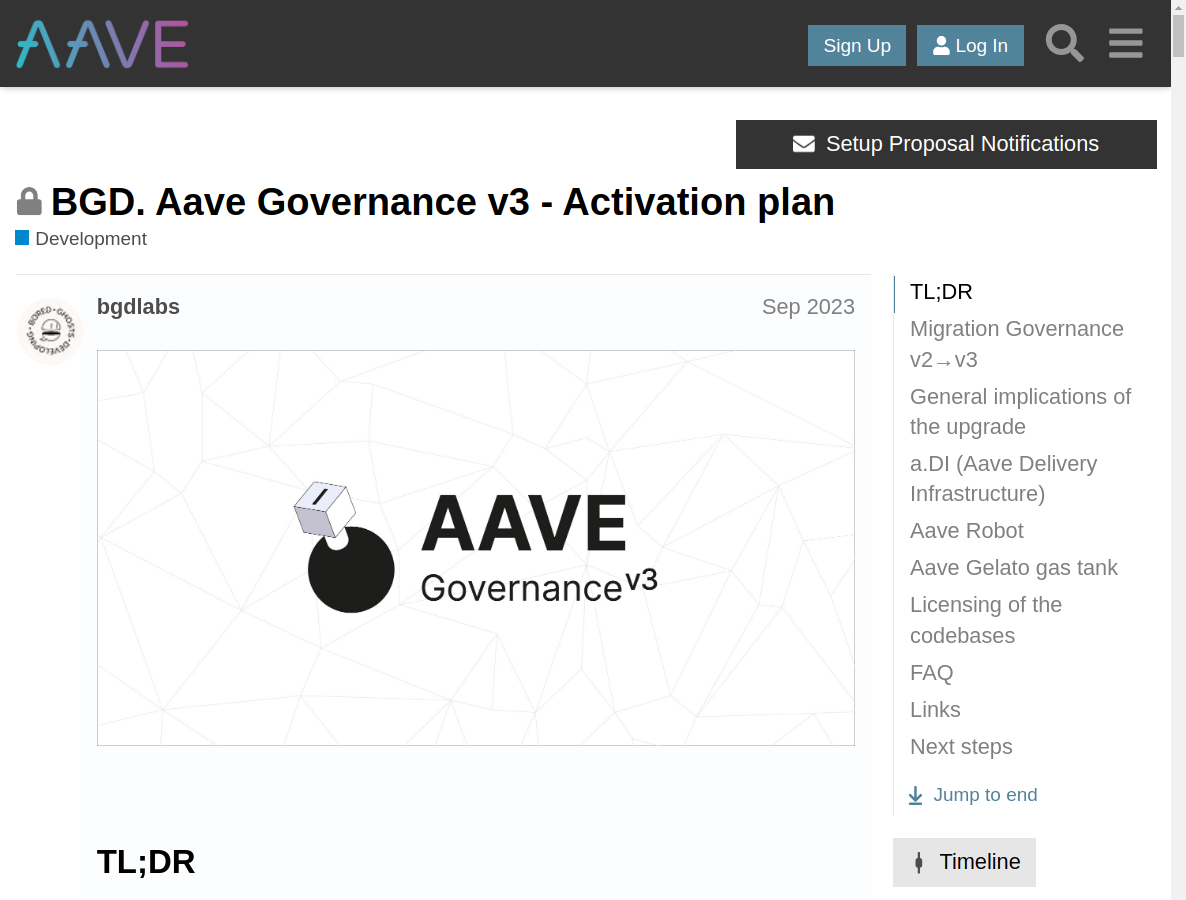 AAVE
Sign Up
Log In
Setup Proposal Notifications
BGD. Aave Governance v3 - Activation plan
Development
bgdlabs
Sep 2023
BORED · GHOSTS · DEVELOPING ·
AAVE
Governance v3
TL;DR
TL;DR
Migration Governance
v2→v3
General implications of
the upgrade
a.DI (Aave Delivery
Infrastructure)
Aave Robot
Aave Gelato gas tank
Licensing of the
codebases
FAQ
Links
Next steps
Jump to end
Timeline